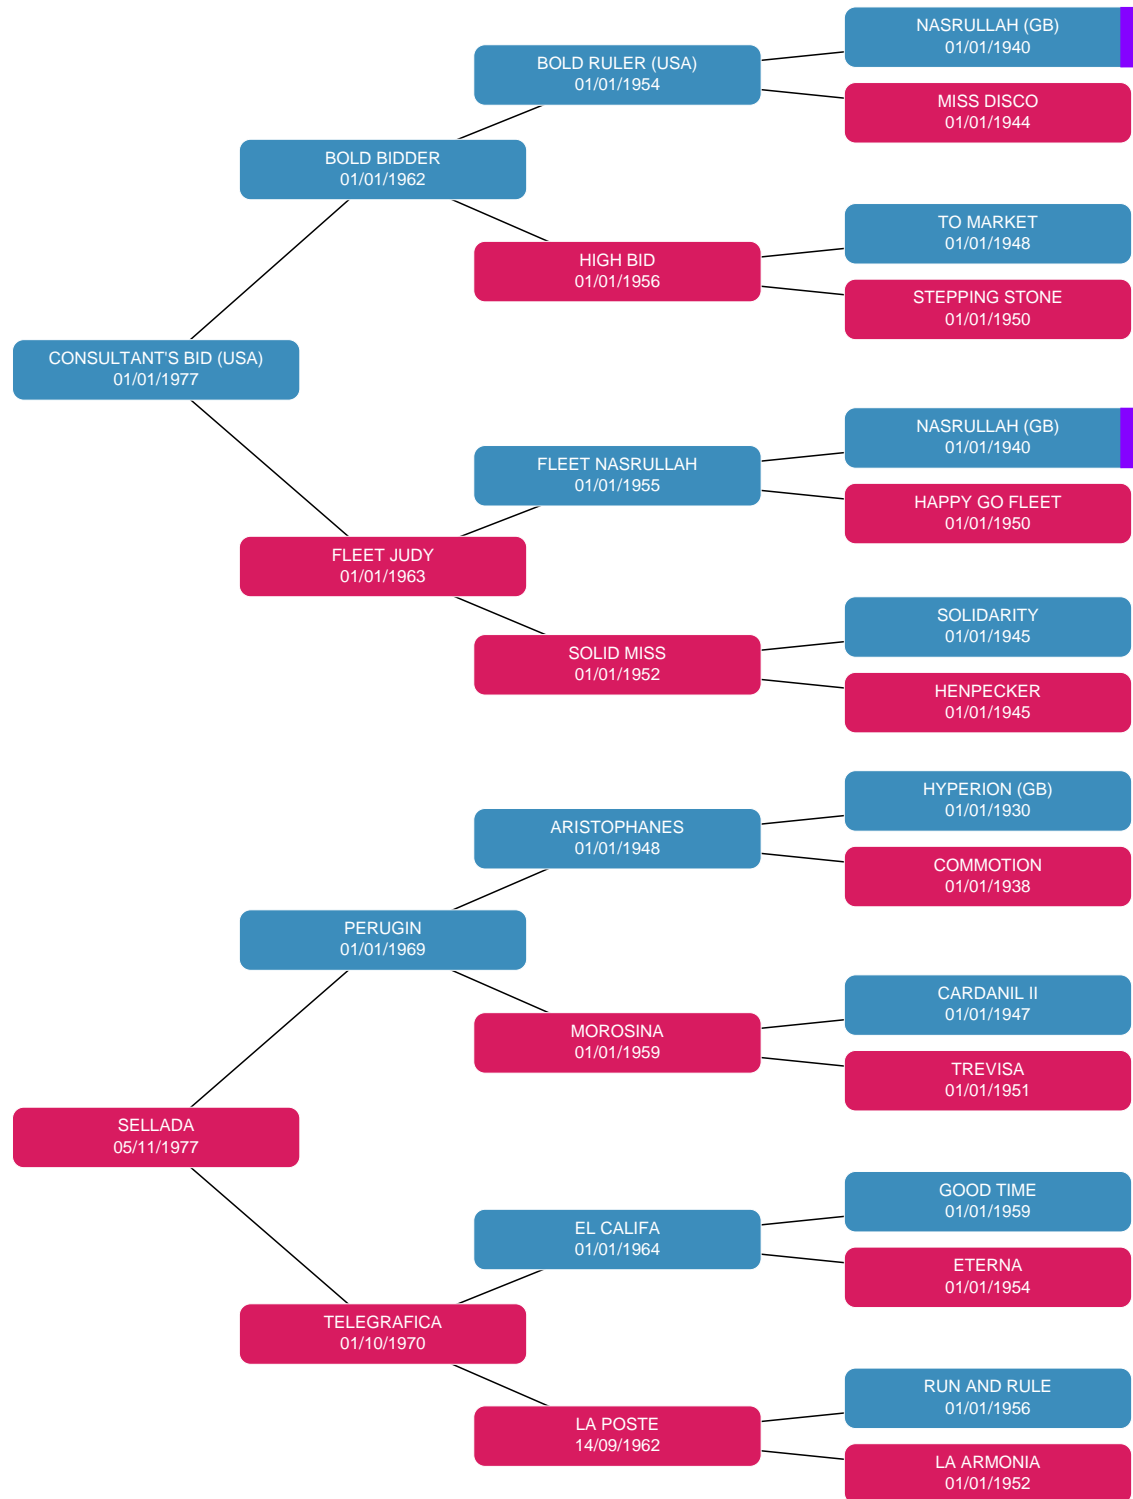 NASRULLAH (GB)
01/01/1940
BOLD RULER (USA)
01/01/1954
MISS DISCO
01/01/1944
BOLD BIDDER
01/01/1962
TO MARKET
01/01/1948
HIGH BID
01/01/1956
STEPPING STONE
01/01/1950
CONSULTANT'S BID (USA)
01/01/1977
NASRULLAH (GB)
01/01/1940
FLEET NASRULLAH
01/01/1955
HAPPY GO FLEET
01/01/1950
FLEET JUDY
01/01/1963
SOLIDARITY
01/01/1945
SOLID MISS
01/01/1952
HENPECKER
01/01/1945
HYPERION (GB)
01/01/1930
ARISTOPHANES
01/01/1948
COMMOTION
01/01/1938
PERUGIN
01/01/1969
CARDANIL II
01/01/1947
MOROSINA
01/01/1959
TREVISA
01/01/1951
SELLADA
05/11/1977
GOOD TIME
01/01/1959
EL CALIFA
01/01/1964
ETERNA
01/01/1954
TELEGRAFICA
01/10/1970
RUN AND RULE
01/01/1956
LA POSTE
14/09/1962
LA ARMONIA
01/01/1952